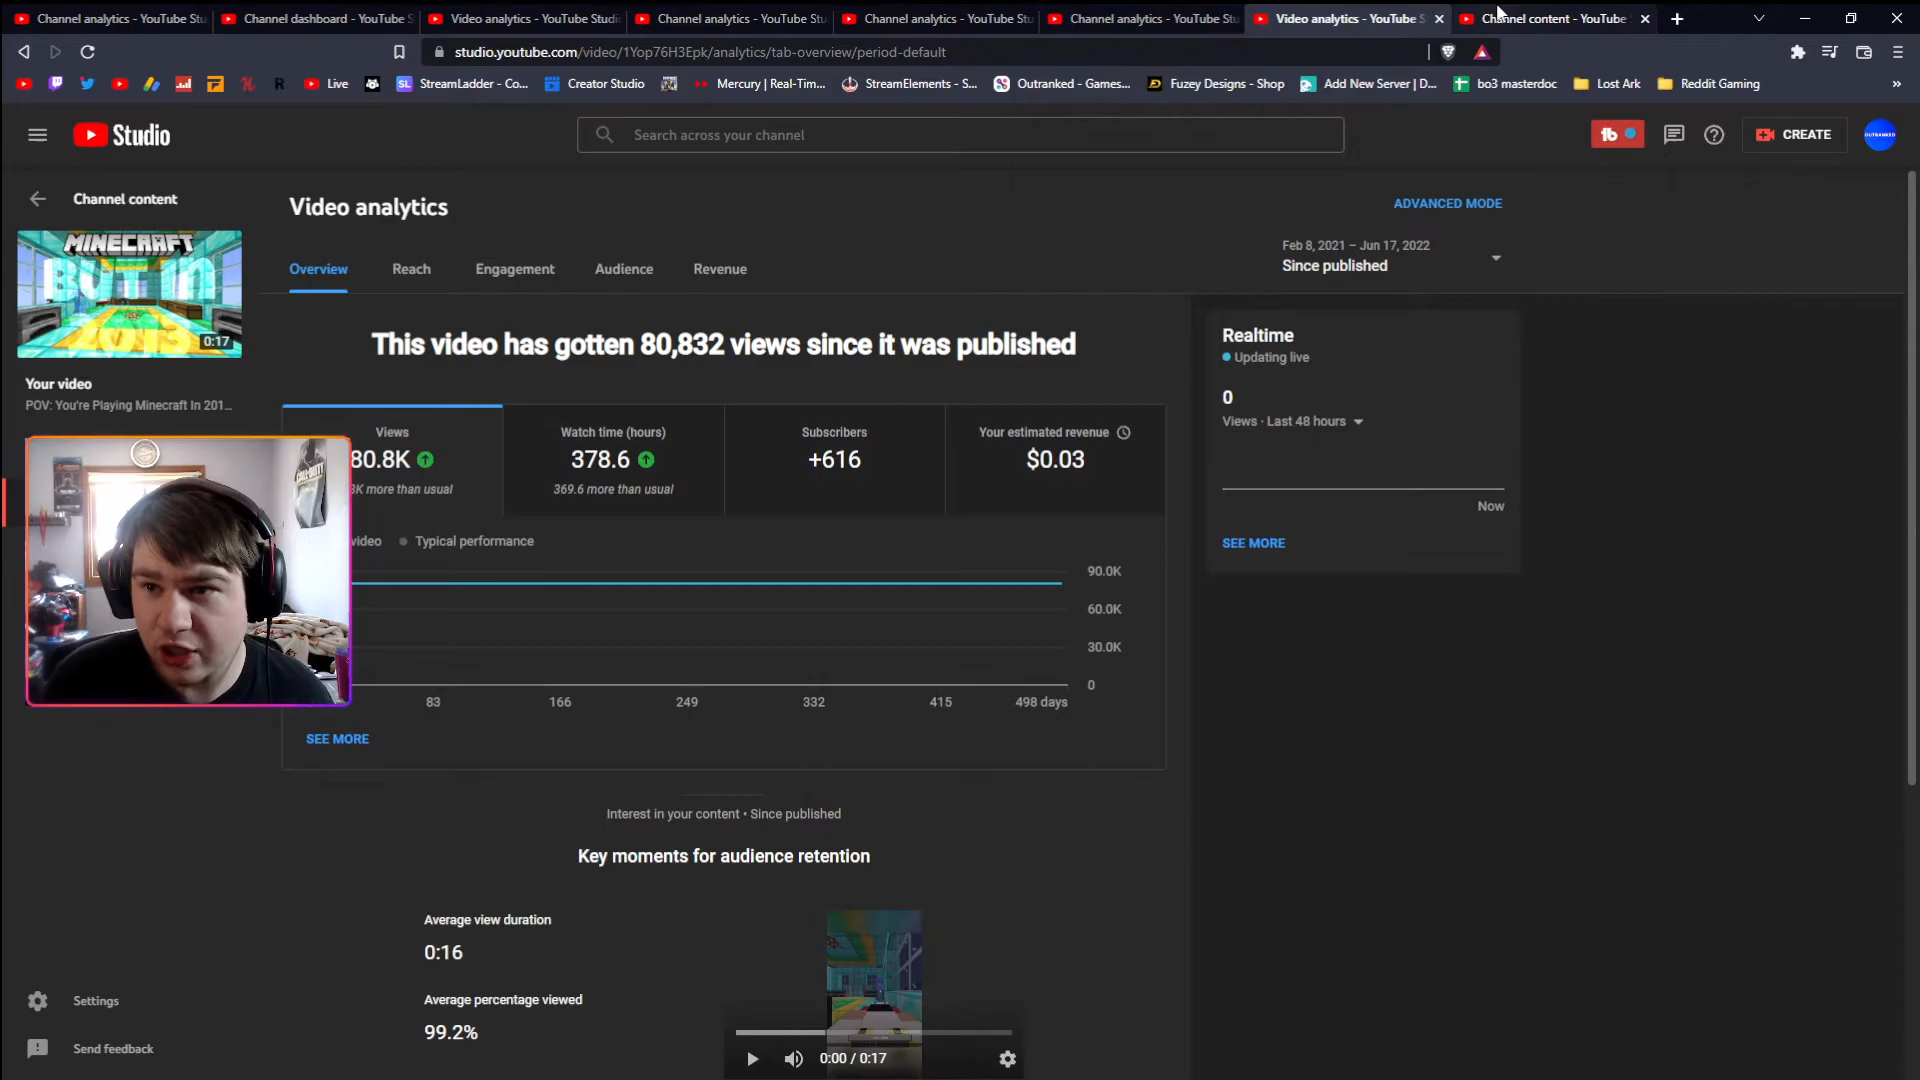 Channel analytics - YouTube Stu
Channel dashboard - YouTube S
Video analytics - YouTube Studi
Channel analytics - YouTube Stu
Channel analytics - YouTube Stu
Channel analytics - YouTube Stu
Video analytics - YouTube S
Channel content - YouTube S
studio.youtube.com/video/1Yop76H3Epk/analytics/tab-overview/period-default
Live
SL
StreamLadder - Co...
Creator Studio
Mercury | Real-Tim...
StreamElements - S...
Outranked - Games...
Fuzey Designs - Shop
Add New Server | D...
bo3 masterdoc
Lost Ark
Reddit Gaming
Studio
Search across your channel
CREATE
OUTRANKED
Channel content
Video analytics
ADVANCED MODE
MINECRAFT
BUT IN
2013
0:17
Feb 8, 2021 – Jun 17, 2022
Since published
Overview
Reach
Engagement
Audience
Revenue
Your video
POV: You're Playing Minecraft In 201...
This video has gotten 80,832 views since it was published
Realtime
Updating live
0
Views · Last 48 hours
Now
SEE MORE
Views
80.8K
K more than usual
Watch time (hours)
378.6
369.6 more than usual
Subscribers
+616
Your estimated revenue
$0.03
video
Typical performance
90.0K
60.0K
30.0K
0
83
166
249
332
415
498 days
SEE MORE
Interest in your content • Since published
Key moments for audience retention
Average view duration
0:16
Average percentage viewed
99.2%
0:00 / 0:17
Settings
Send feedback